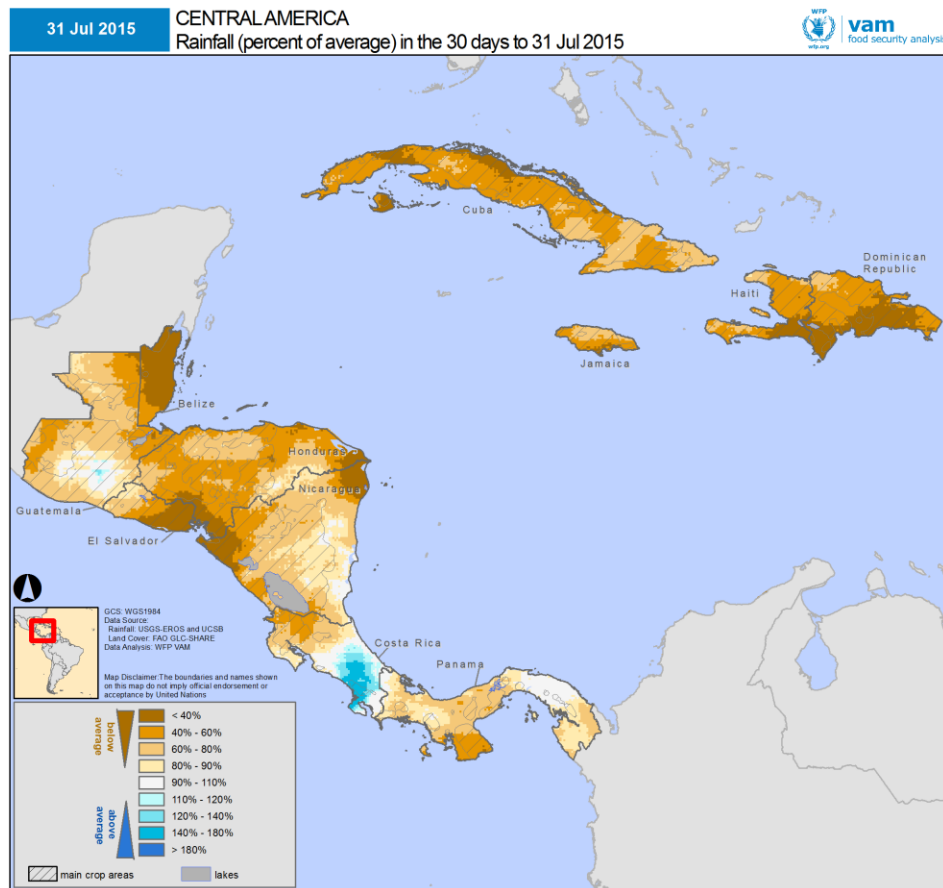 31 Jul 2015
CENTRAL AMERICA
Rainfall (percent of average) in the 30 days to 31 Jul 2015
WFP
wfp.org
vam
food security analysis
Cuba
Dominican
Republic
Haiti
Jamaica
Belize
Honduras
Nicaragua
Guatemala
El Salvador
Costa Rica
Panama
GCS: WGS1984
Data Source:
Rainfall: USGS-EROS and UCSB
Land Cover: FAO GLC-SHARE
Data Analysis: WFP VAM
Map Disclaimer:The boundaries and names shown
on this map do not imply official endorsement or
acceptance by United Nations
below
average
above
average
< 40%
40% - 60%
60% - 80%
80% - 90%
90% - 110%
110% - 120%
120% - 140%
140% - 180%
> 180%
main crop areas
lakes